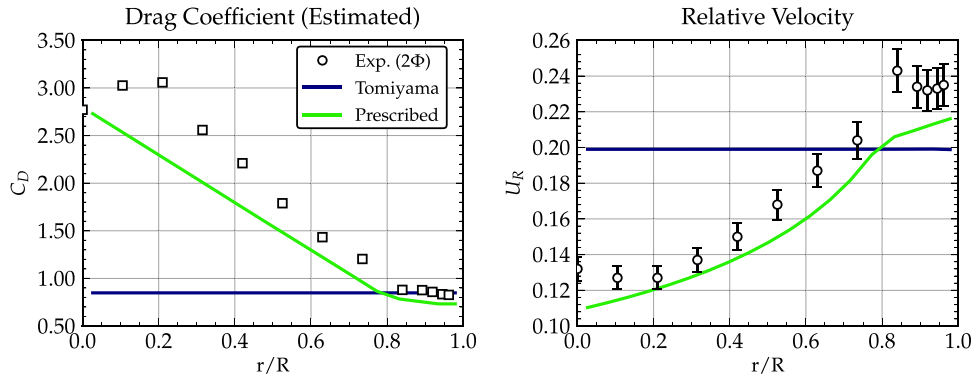 Drag Coefficient (Estimated)
3.50
3.00
2.50
2.00
1.50
1.00
0.50
C_D
0.0 0.2 0.4 0.6 0.8 1.0
r/R
Exp. (2Φ)
Tomiyama
Prescribed
Relative Velocity
0.26
0.24
0.20
0.18
0.16
0.14
0.12
0.10
U_R
0.0 0.2 0.4 0.6 0.8 1.0
r/R